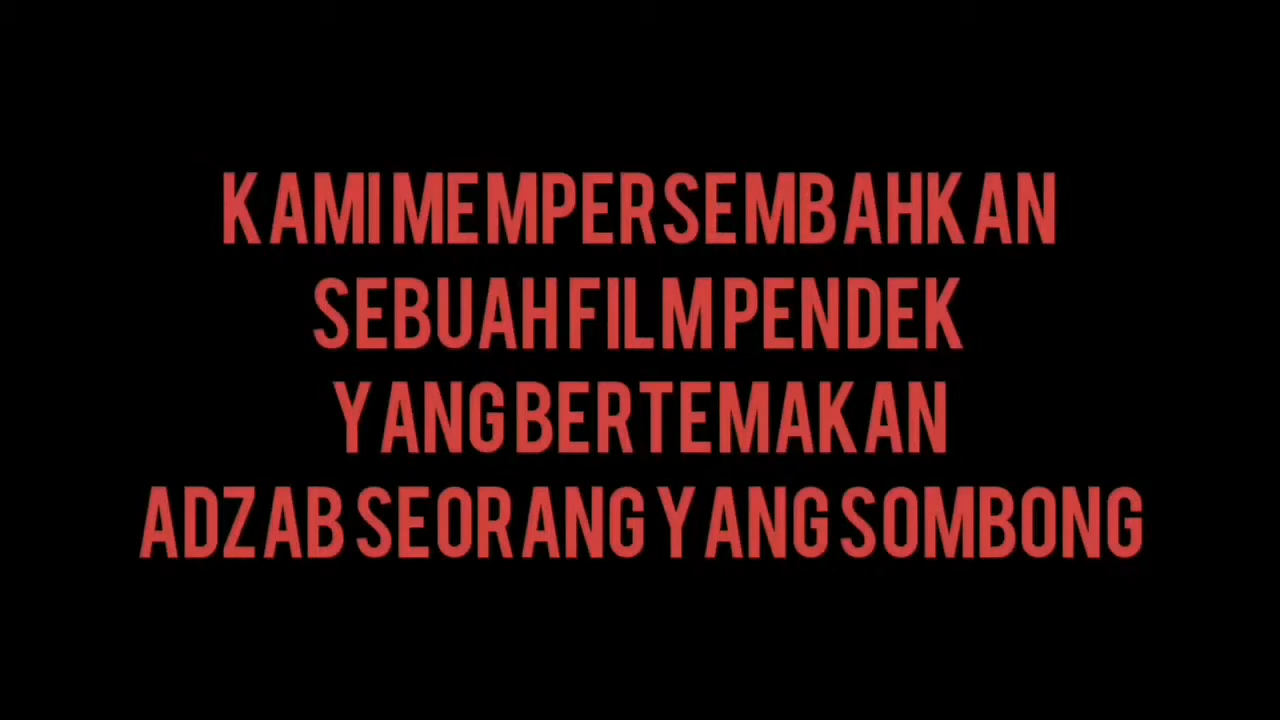 KAMI MEMPERSEMBAHKAN
SEBUAH FILM PENDEK
YANG BERTEMAKAN
ADZAB SEORANG YANG SOMBONG